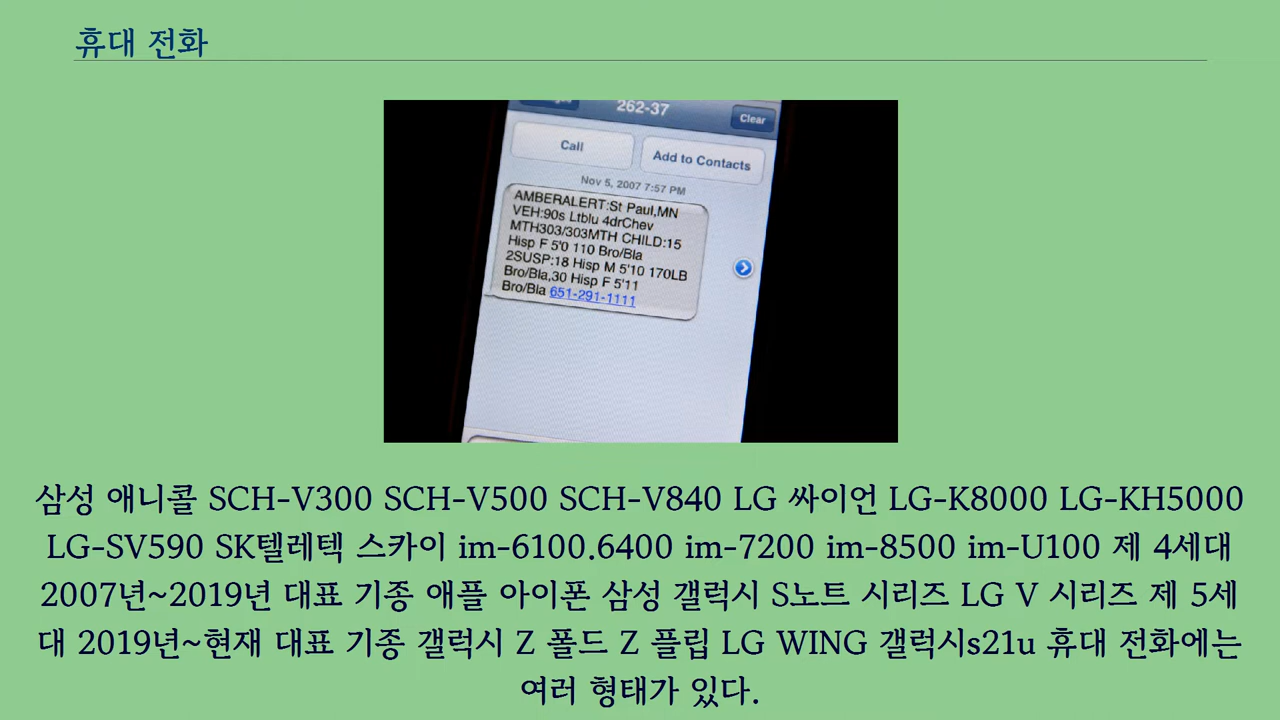 휴대 전화
262-37
Clear
Call
Add to Contacts
Nov 5, 2007 7:57 PM
AMBERALERT:St Paul,MN
VEH:90s Ltblu 4drChev
MTH303/303MTH CHILD:15
Hisp F 5'0 110 Bro/Bla
2SUSP:18 Hisp M 5'10 170LB
Bro/Bla,30 Hisp F 5'11
Bro/Bla 651-291-1111
삼성 애니콜 SCH-V300 SCH-V500 SCH-V840 LG 싸이언 LG-K8000 LG-KH5000
LG-SV590 SK텔레텍 스카이 im-6100.6400 im-7200 im-8500 im-U100 제 4세대
2007년~2019년 대표 기종 애플 아이폰 삼성 갤럭시 S노트 시리즈 LG V 시리즈 제 5세
대 2019년~현재 대표 기종 갤럭시 Z 폴드 Z 플립 LG WING 갤럭시s21u 휴대 전화에는
여러 형태가 있다.